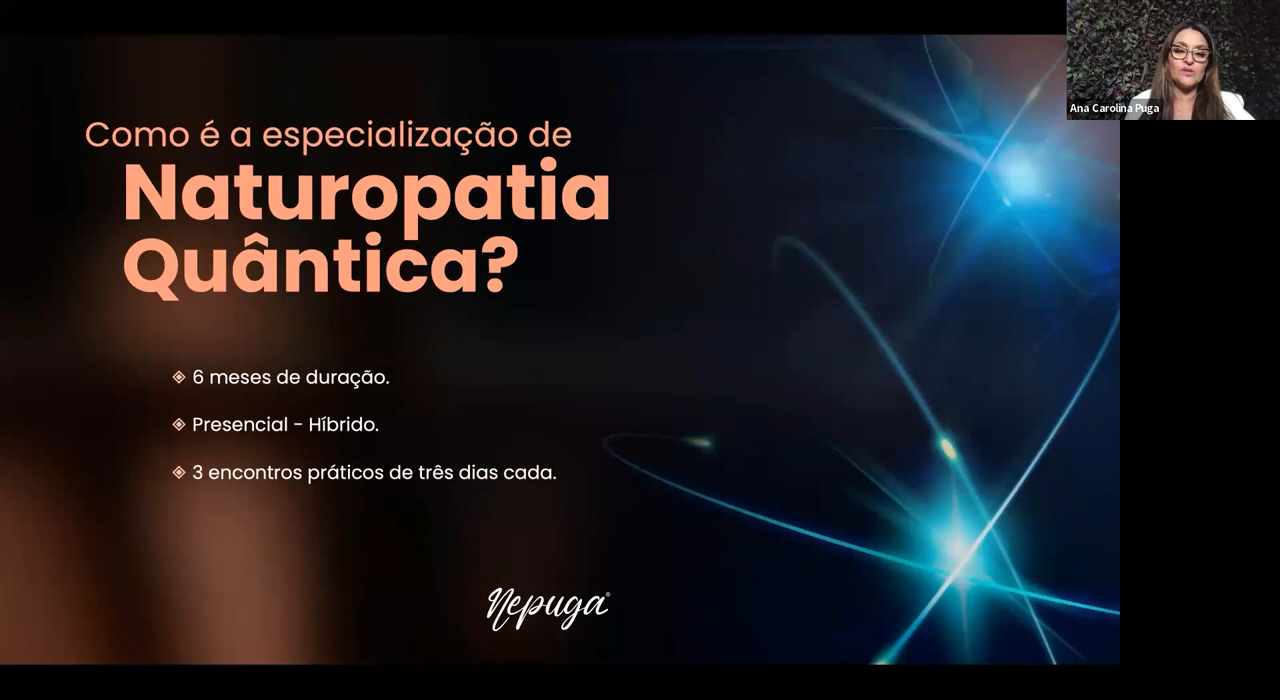 Como é a especialização de
Naturopatia
Quântica?
6 meses de duração.
Presencial - Híbrido.
3 encontros práticos de três dias cada.
Nepuga®
Ana Carolina Puga